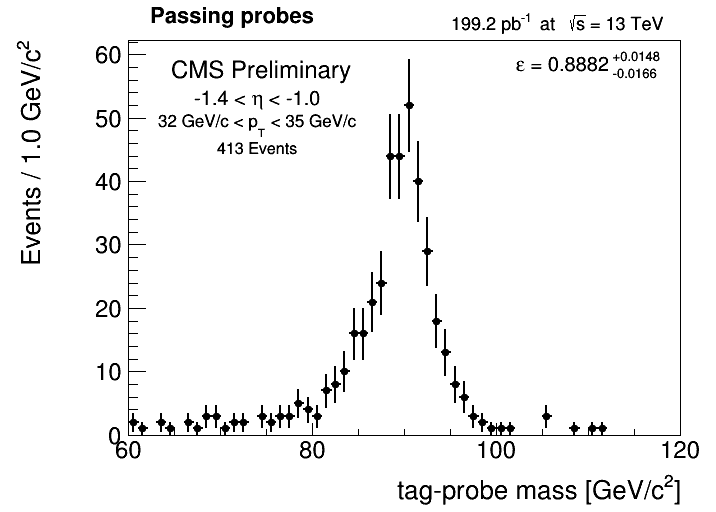 Passing probes
199.2 pb⁻¹ at √s = 13 TeV
CMS Preliminary
-1.4 < η < -1.0
32 GeV/c < p_T < 35 GeV/c
413 Events
ε = 0.8882 +0.0148 -0.0166
Events / 1.0 GeV/c²
60
50
40
30
20
10
0
60 80 100 120
tag-probe mass [GeV/c²]